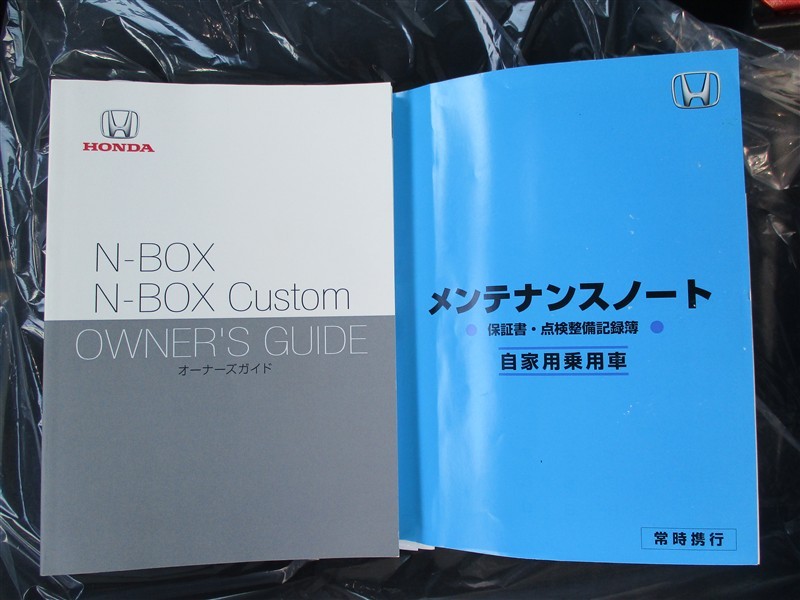 HONDA
N-BOX
N-BOX Custom
OWNER'S GUIDE
オーナーズガイド
メンテナンスノート
保証書・点検整備記録簿
自家用乗用車
常時携行